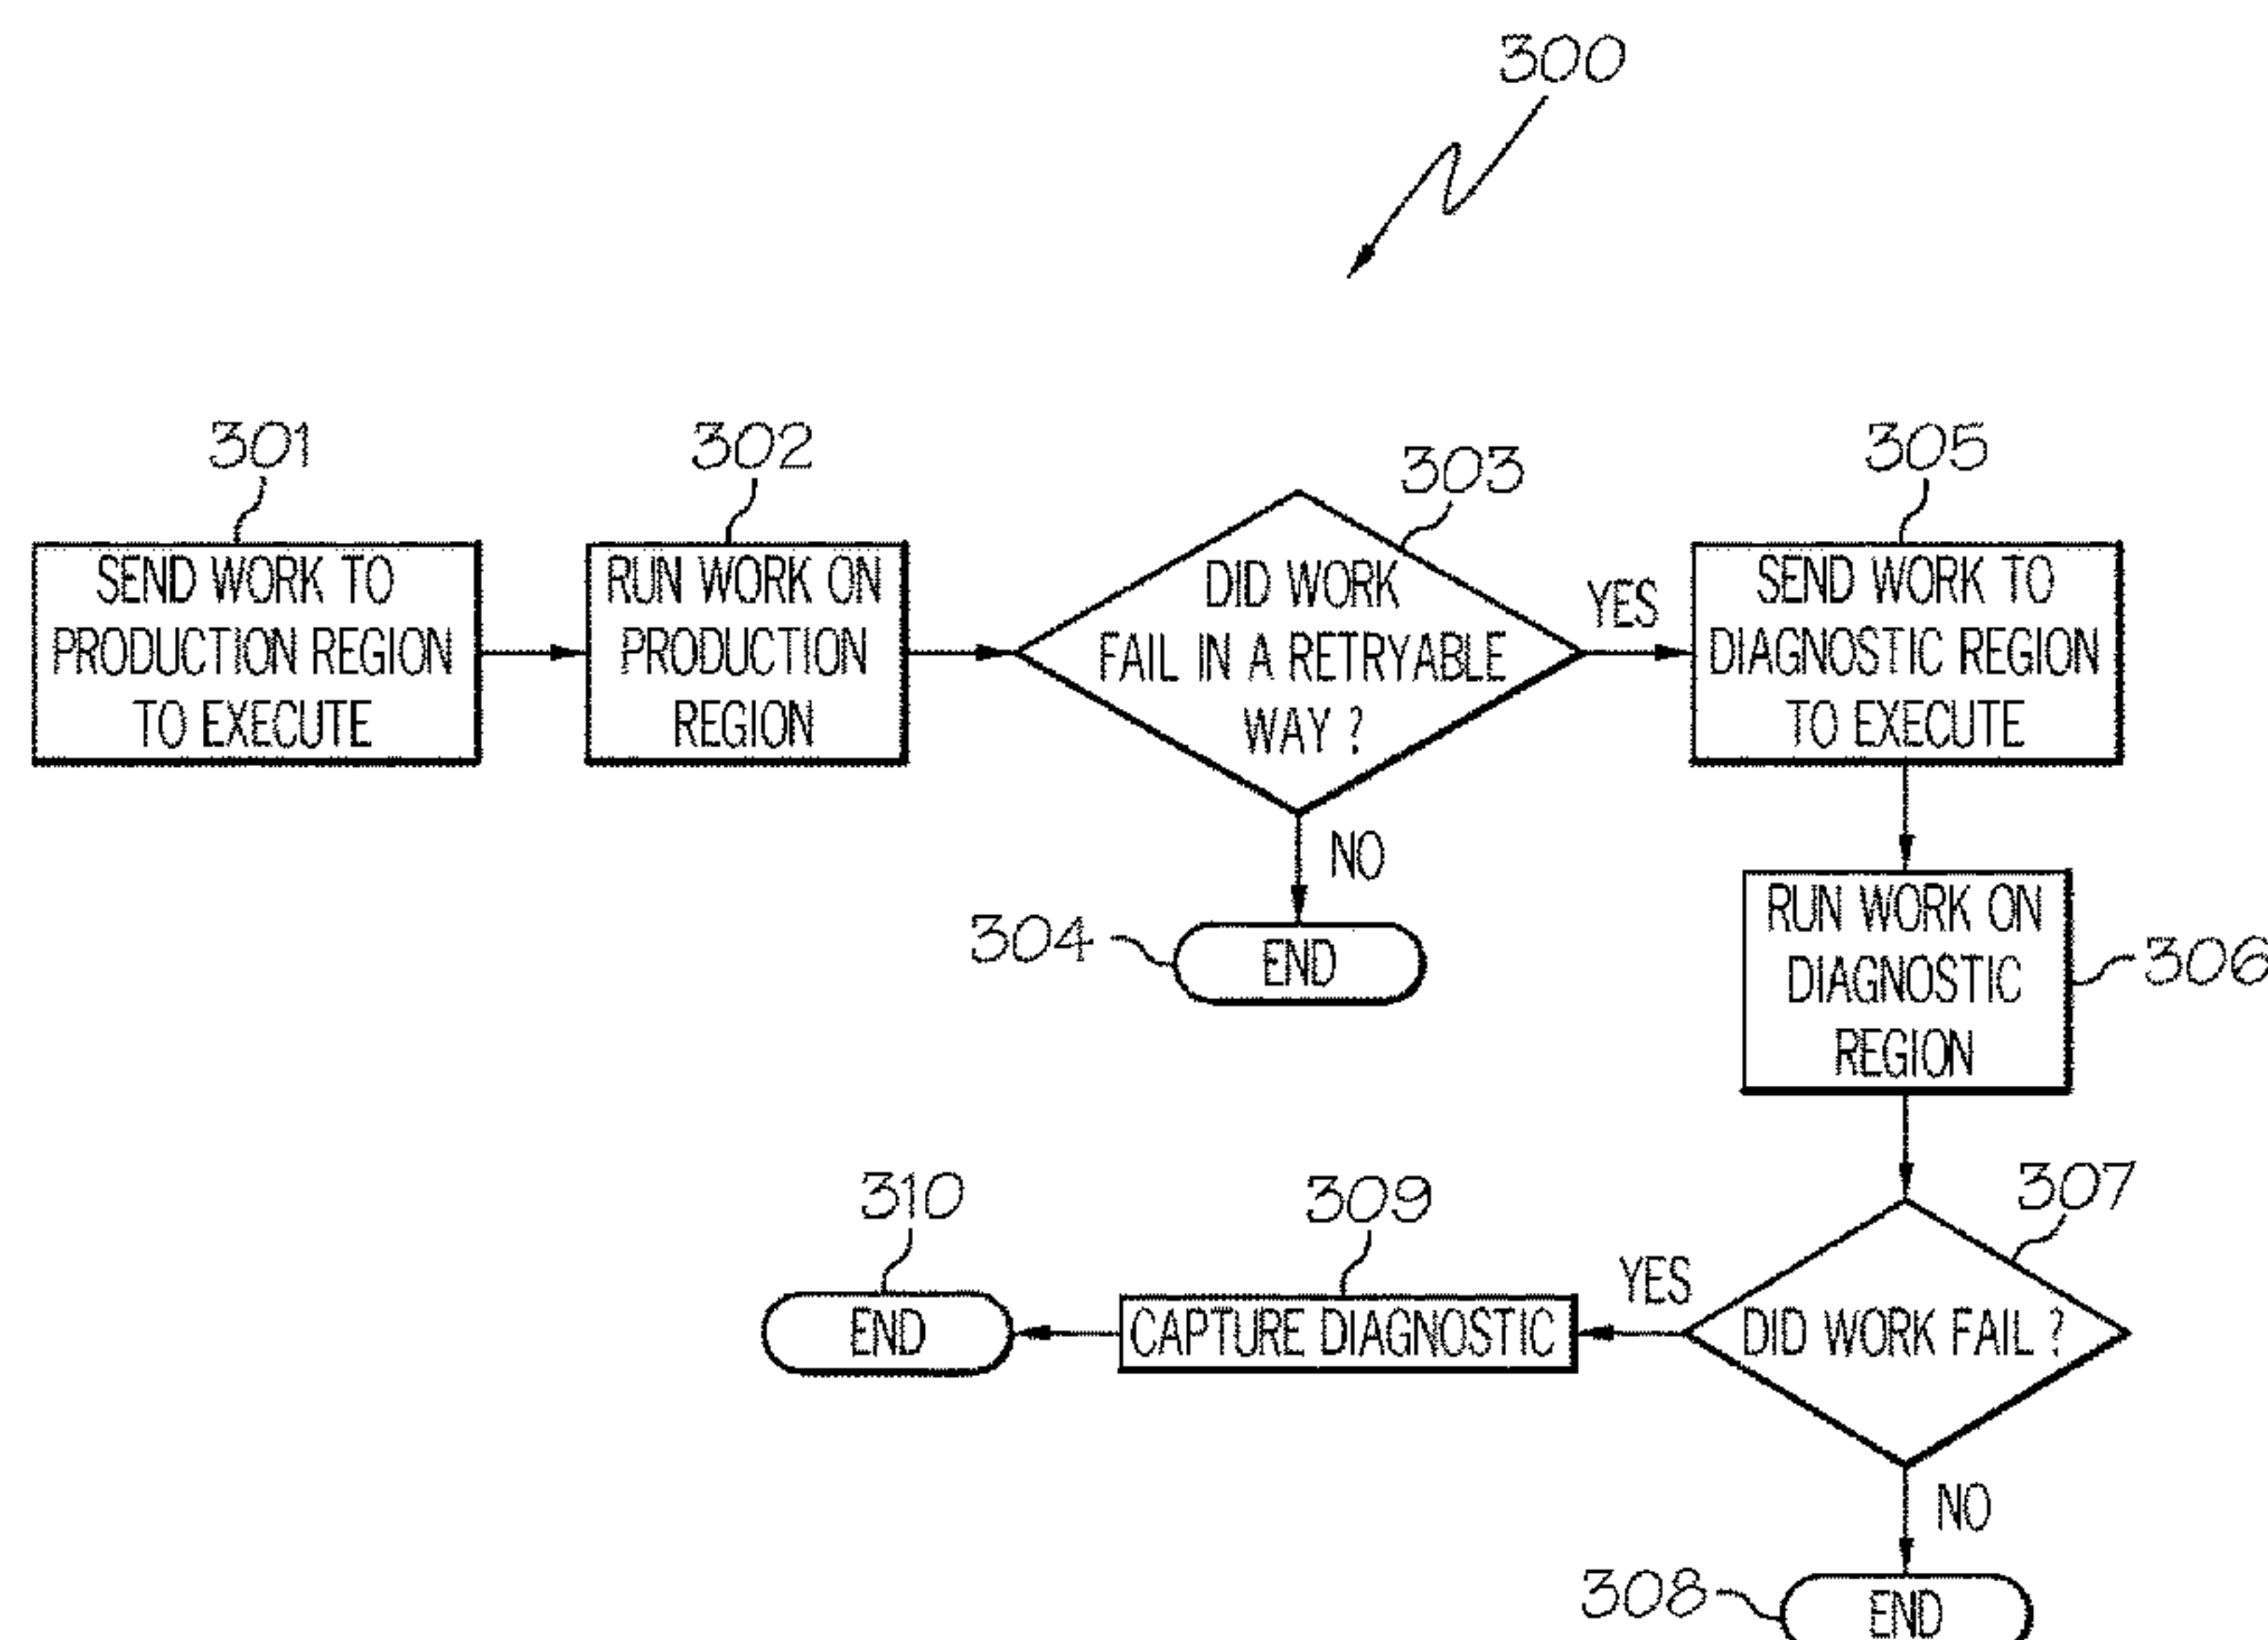 300
301
SEND WORK TO
PRODUCTION REGION
TO EXECUTE
302
RUN WORK ON
PRODUCTION
REGION
303
DID WORK
FAIL IN A RETRYABLE
WAY ?
YES
305
SEND WORK TO
DIAGNOSTIC REGION
TO EXECUTE
NO
304
END
RUN WORK ON
DIAGNOSTIC
REGION
306
307
DID WORK FAIL ?
YES
309
CAPTURE DIAGNOSTIC
310
END
NO
308
END